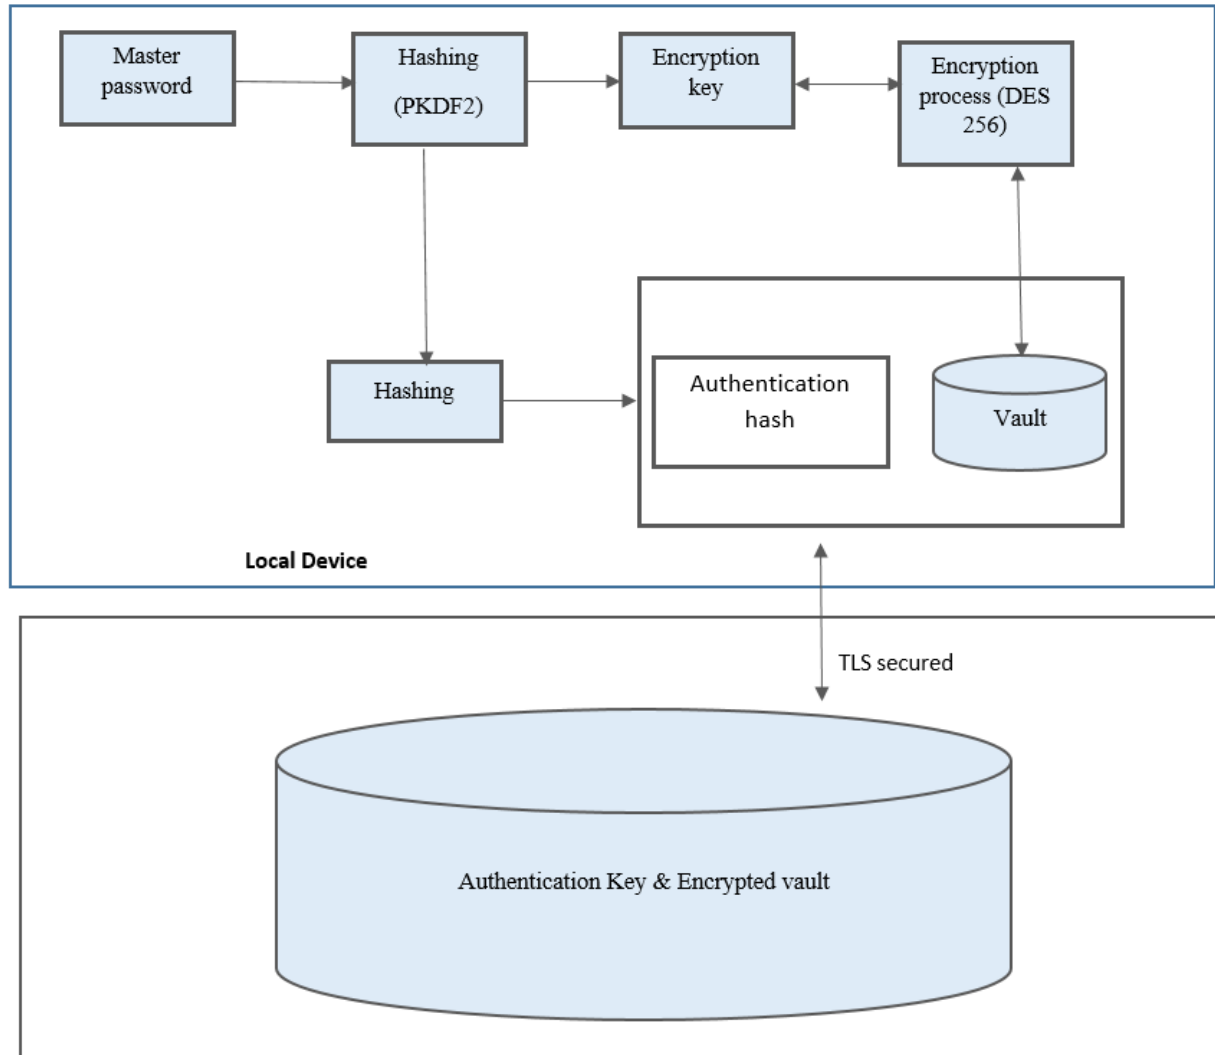 Master
password
Hashing
(PKDF2)
Encryption
key
Encryption
process (DES
256)
Hashing
Authentication
hash
Vault
Local Device
TLS secured
Authentication Key & Encrypted vault